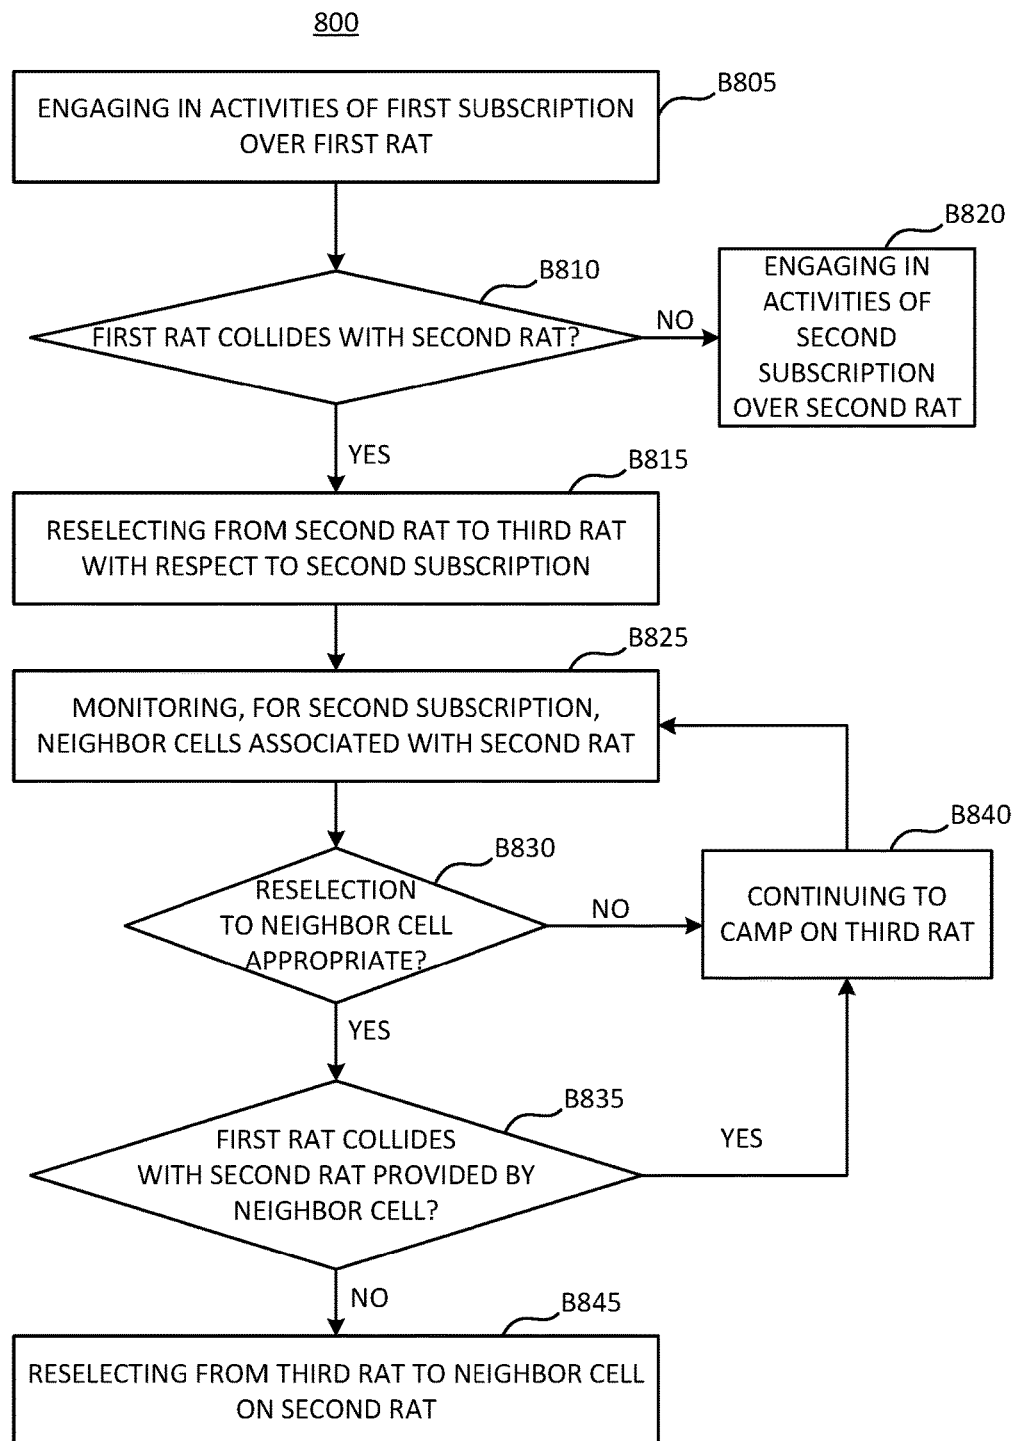 800
B805
ENGAGING IN ACTIVITIES OF FIRST SUBSCRIPTION
OVER FIRST RAT
B810
FIRST RAT COLLIDES WITH SECOND RAT?
NO
B820
ENGAGING IN
ACTIVITIES OF
SECOND
SUBSCRIPTION
OVER SECOND RAT
YES
B815
RESELECTING FROM SECOND RAT TO THIRD RAT
WITH RESPECT TO SECOND SUBSCRIPTION
B825
MONITORING, FOR SECOND SUBSCRIPTION,
NEIGHBOR CELLS ASSOCIATED WITH SECOND RAT
B830
RESELECTION
TO NEIGHBOR CELL
APPROPRIATE?
NO
B840
CONTINUING TO
CAMP ON THIRD RAT
YES
B835
FIRST RAT COLLIDES
WITH SECOND RAT PROVIDED BY
NEIGHBOR CELL?
YES
NO
B845
RESELECTING FROM THIRD RAT TO NEIGHBOR CELL
ON SECOND RAT